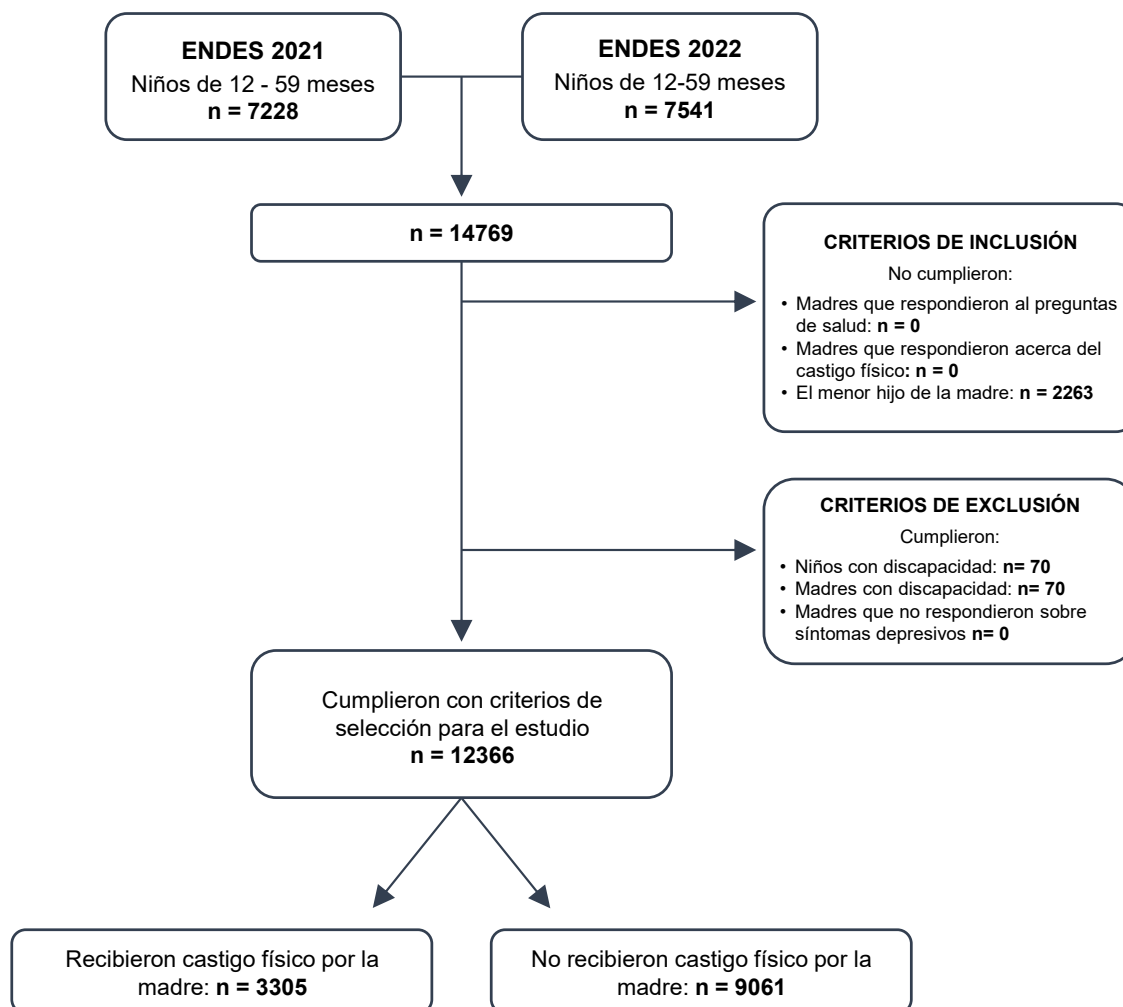 ENDES 2021
Niños de 12 - 59 meses
n = 7228
ENDES 2022
Niños de 12-59 meses
n = 7541
n = 14769
CRITERIOS DE INCLUSIÓN
No cumplieron:
• Madres que respondieron al preguntas
de salud: n = 0
• Madres que respondieron acerca del
castigo físico: n = 0
• El menor hijo de la madre: n = 2263
CRITERIOS DE EXCLUSIÓN
Cumplieron:
• Niños con discapacidad: n= 70
• Madres con discapacidad: n= 70
• Madres que no respondieron sobre
síntomas depresivos n= 0
Cumplieron con criterios de
selección para el estudio
n = 12366
Recibieron castigo físico por la
madre: n = 3305
No recibieron castigo físico por la
madre: n = 9061